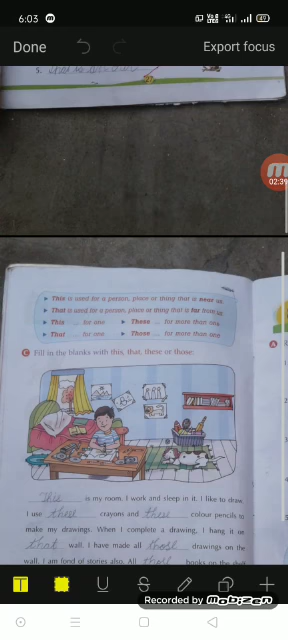 6:03
Done Export focus
5.
02:39
▸ This is used for a person, place or thing that is near us.
▸ That is used for a person, place or thing that is far from us.
▸ This ... for one ▸ These ... for more than one
▸ That ... for one ▸ Those ... for more than one
C Fill in the blanks with this, that, these or those:
A
This is my room. I work and sleep in it. I like to draw.
I use these crayons and these colour pencils to
make my drawings. When I complete a drawing, I hang it on
that wall. I have made all those drawings on the
wall. I am fond of stories also. All books on the shelf
T U S
Recorded by mobizen